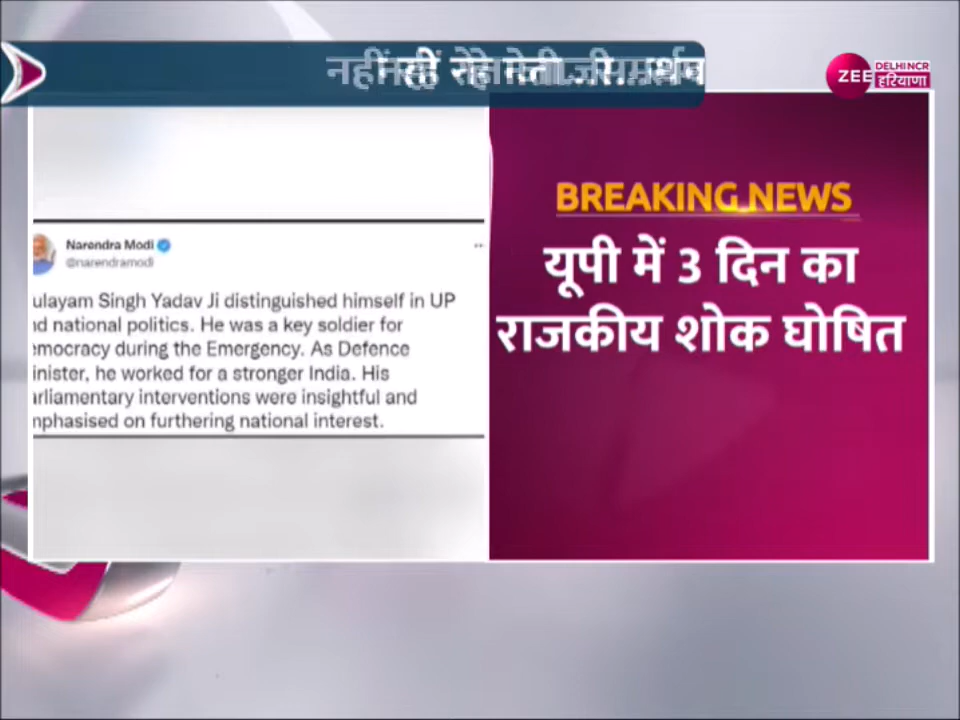 ZEE DELHI NCR
हरियाणा
BREAKING NEWS
यूपी में 3 दिन का
राजकीय शोक घोषित
Narendra Modi
@narendramodi
ulayam Singh Yadav Ji distinguished himself in UP
nd national politics. He was a key soldier for
emocracy during the Emergency. As Defence
inister, he worked for a stronger India. His
arliamentary interventions were insightful and
mphasised on furthering national interest.